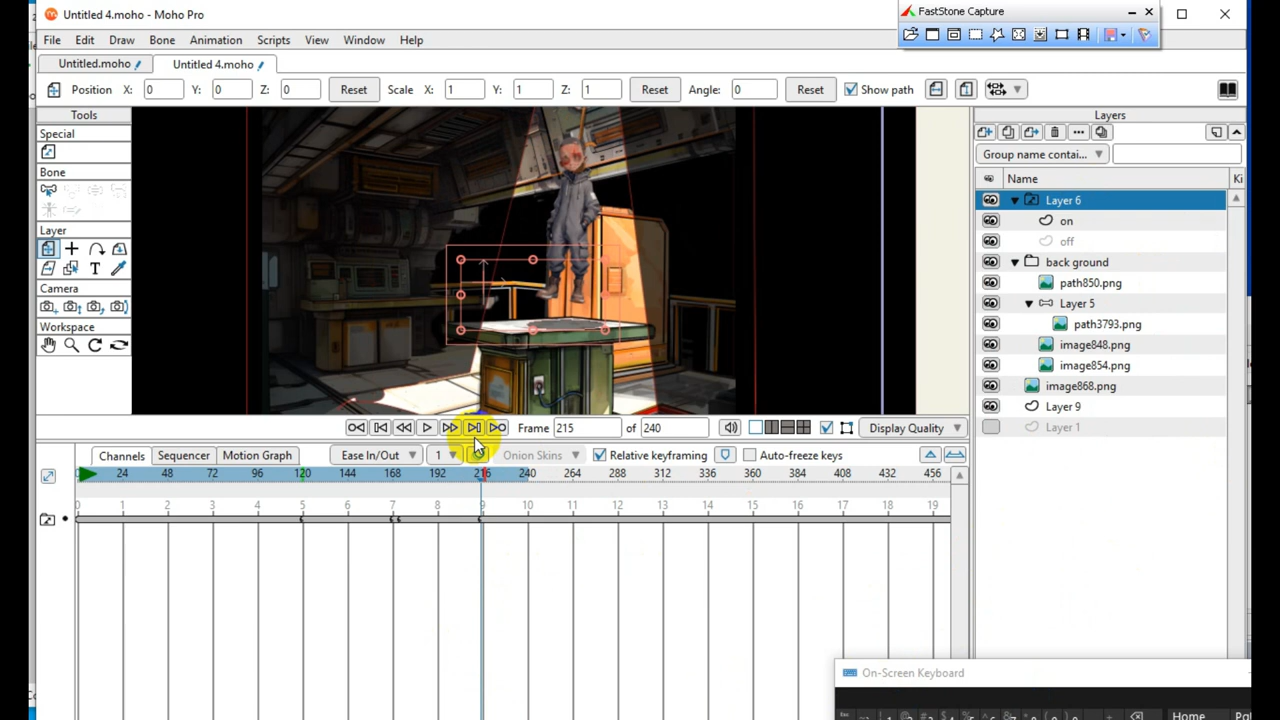 Untitled 4.moho - Moho Pro
FastStone Capture
File Edit Draw Bone Animation Scripts View Window Help
Untitled.moho Untitled 4.moho
Position X: 0 Y: 0 Z: 0 Reset Scale X: 1 Y: 1 Z: 1 Reset Angle: 0 Reset Show path
Tools
Special
Bone
Layer
Camera
Workspace
Layers
Group name contai...
Name Ki
Layer 6
on
off
back ground
path850.png
Layer 5
path3793.png
image848.png
image854.png
image868.png
Layer 9
Layer 1
Frame 215 of 240 Display Quality
Channels Sequencer Motion Graph Ease In/Out 1 Onion Skins Relative keyframing Auto-freeze keys
24 48 72 96 120 144 168 192 216 240 264 288 312 336 360 384 408 432 456
0 1 2 3 4 5 6 7 8 9 10 11 12 13 14 15 16 17 18 19
On-Screen Keyboard
Home